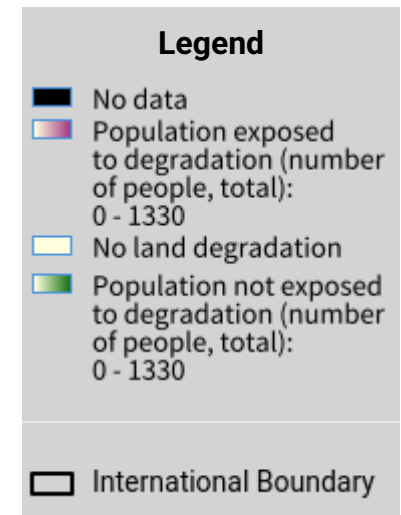 Legend
No data
Population exposed
to degradation (number
of people, total):
0 - 1330
No land degradation
Population not exposed
to degradation (number
of people, total):
0 - 1330
International Boundary